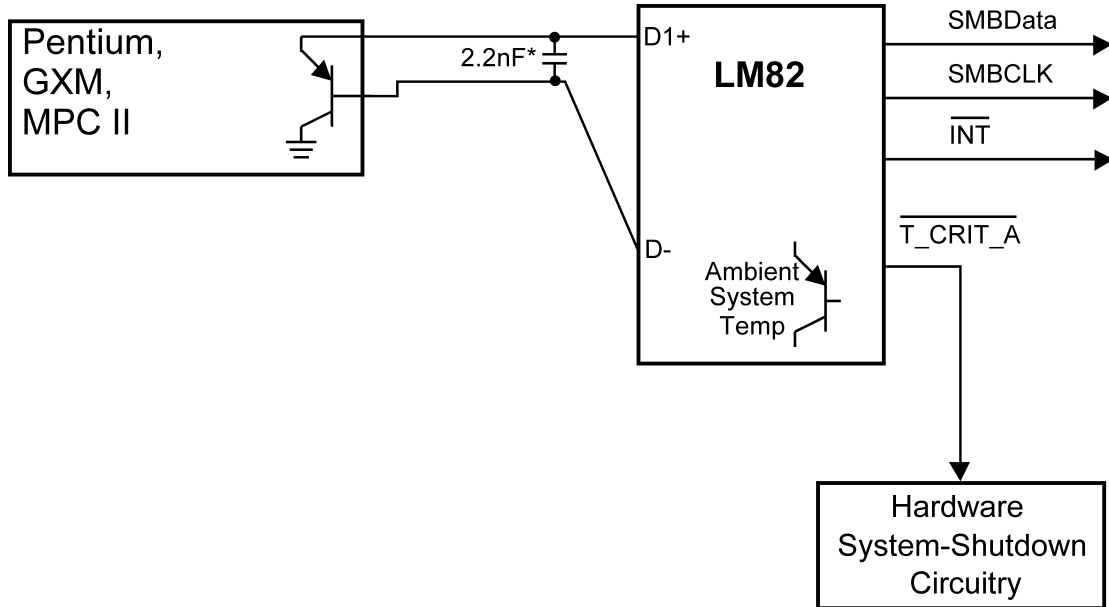 Pentium,
GXM,
MPC II
2.2nF*
D1+
LM82
D-
Ambient
System
Temp
SMBData
SMBCLK
INT
T_CRIT_A
Hardware
System-Shutdown
Circuitry